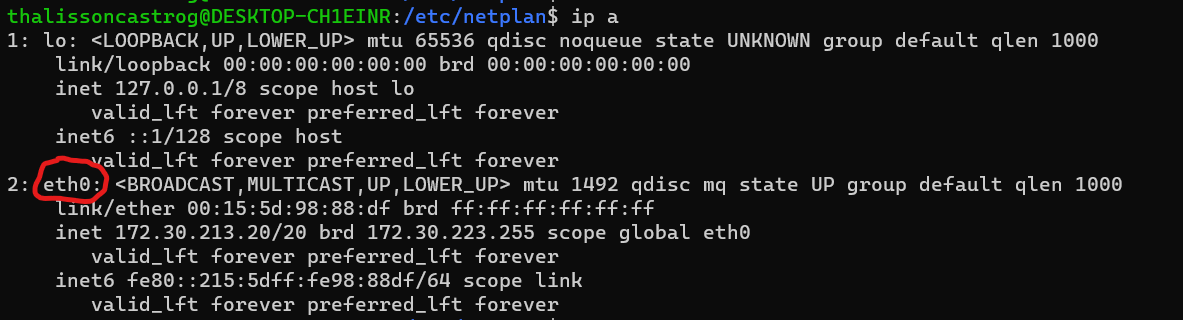 thalissoncastrog@DESKTOP-CH1EINR:/etc/netplan$ ip a
1: lo: <LOOPBACK,UP,LOWER_UP> mtu 65536 qdisc noqueue state UNKNOWN group default qlen 1000
    link/loopback 00:00:00:00:00:00 brd 00:00:00:00:00:00
    inet 127.0.0.1/8 scope host lo
       valid_lft forever preferred_lft forever
    inet6 ::1/128 scope host
       valid_lft forever preferred_lft forever
2: eth0: <BROADCAST,MULTICAST,UP,LOWER_UP> mtu 1492 qdisc mq state UP group default qlen 1000
    link/ether 00:15:5d:98:88:df brd ff:ff:ff:ff:ff:ff
    inet 172.30.213.20/20 brd 172.30.223.255 scope global eth0
       valid_lft forever preferred_lft forever
    inet6 fe80::215:5dff:fe98:88df/64 scope link
       valid_lft forever preferred_lft forever